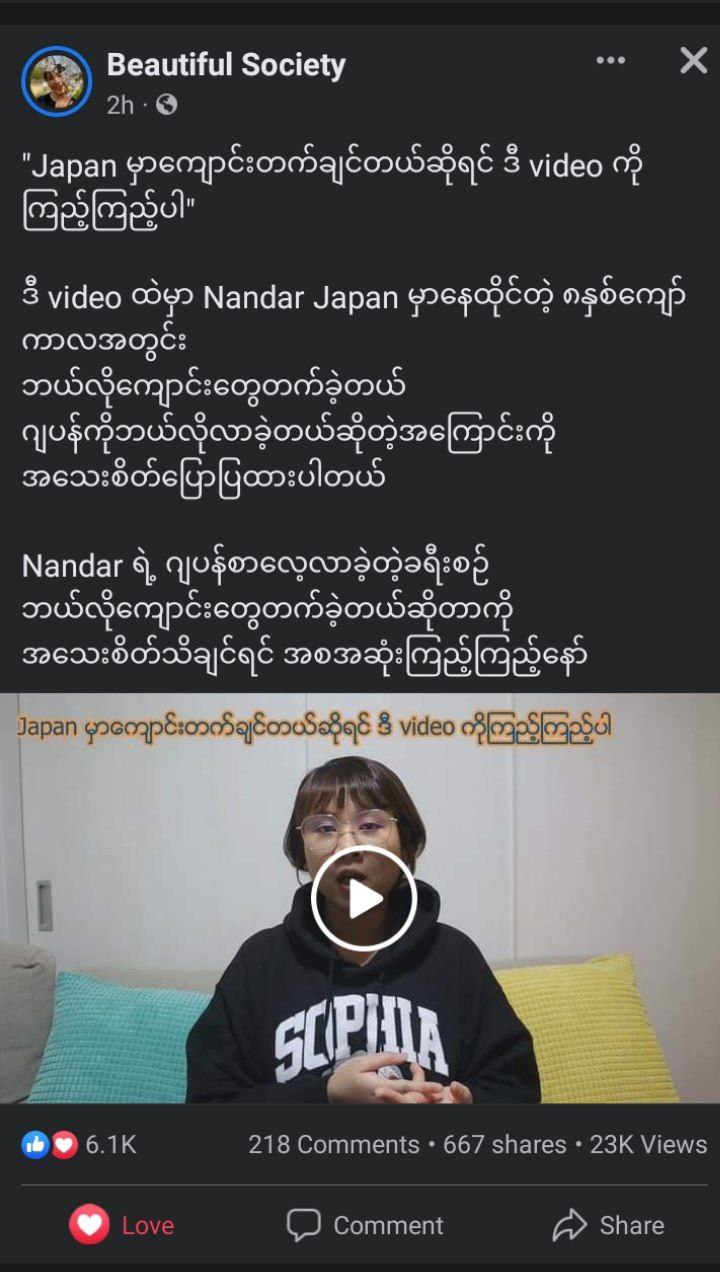 Beautiful Society
2h ·
"Japan မှာကျောင်းတက်ချင်တယ်ဆိုရင် ဒီ video ကို
ကြည့်ကြည့်ပါ"
ဒီ video ထဲမှာ Nandar Japan မှာနေထိုင်တဲ့ ၈နှစ်ကျော်
ကာလအတွင်း
ဘယ်လိုကျောင်းတွေတက်ခဲ့တယ်
ဂျပန်ကိုဘယ်လိုလာခဲ့တယ်ဆိုတဲ့အကြောင်းကို
အသေးစိတ်ပြောပြထားပါတယ်
Nandar ရဲ့ ဂျပန်စာလေ့လာခဲ့တဲ့ခရီးစဉ်
ဘယ်လိုကျောင်းတွေတက်ခဲ့တယ်ဆိုတာကို
အသေးစိတ်သိချင်ရင် အစအဆုံးကြည့်ကြည့်နော်
Japan မှာကျောင်းတက်ချင်တယ်ဆိုရင် ဒီ video ကိုကြည့်ကြည့်ပါ
SOPHIA
6.1K 218 Comments • 667 shares • 23K Views
Love Comment Share